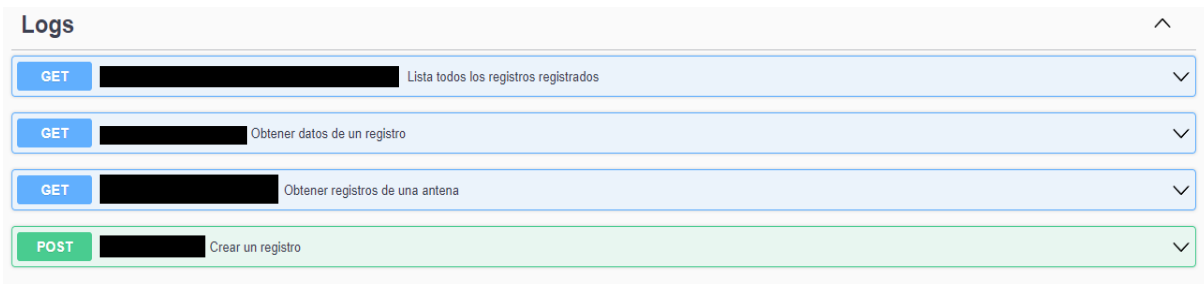 Logs
GET Lista todos los registros registrados
GET Obtener datos de un registro
GET Obtener registros de una antena
POST Crear un registro